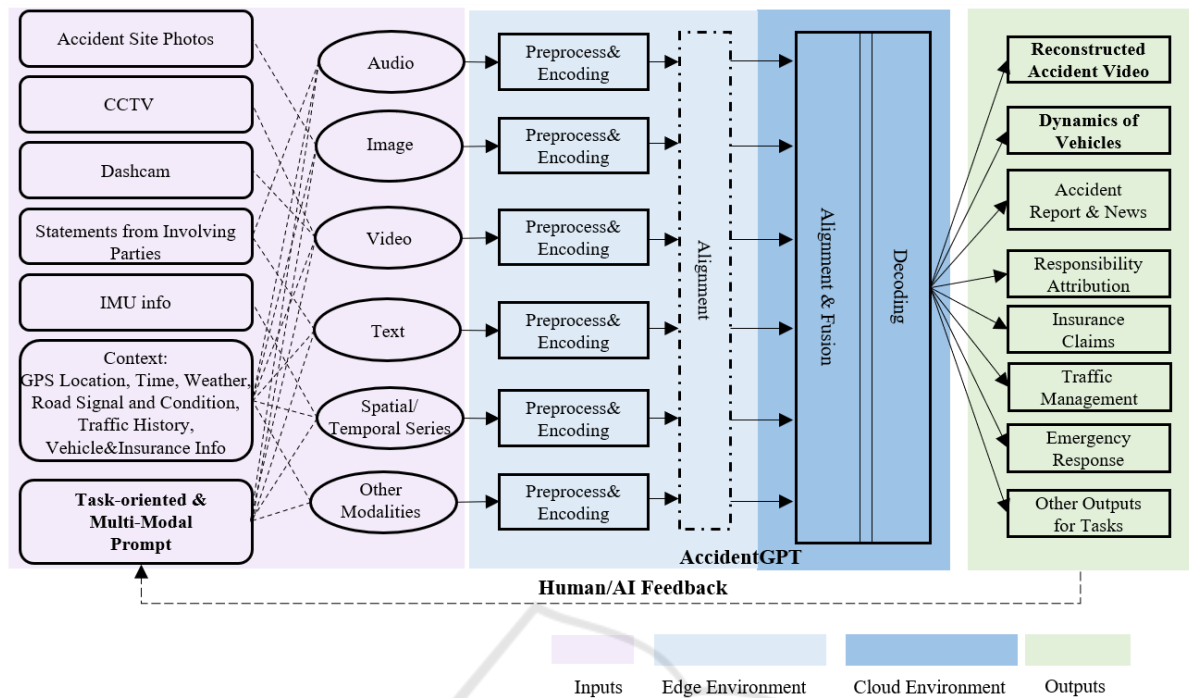 Accident Site Photos
CCTV
Dashcam
Statements from Involving
Parties
IMU info
Context:
GPS Location, Time, Weather,
Road Signal and Condition,
Traffic History,
Vehicle&Insurance Info
Task-oriented &
Multi-Modal
Prompt
Audio
Image
Video
Text
Spatial/
Temporal Series
Other
Modalities
Preprocess&
Encoding
Preprocess&
Encoding
Preprocess&
Encoding
Preprocess&
Encoding
Preprocess&
Encoding
Preprocess&
Encoding
Alignment
Alignment & Fusion
Decoding
AccidentGPT
Reconstructed
Accident Video
Dynamics of
Vehicles
Accident
Report & News
Responsibility
Attribution
Insurance
Claims
Traffic
Management
Emergency
Response
Other Outputs
for Tasks
Human/AI Feedback
Inputs
Edge Environment
Cloud Environment
Outputs